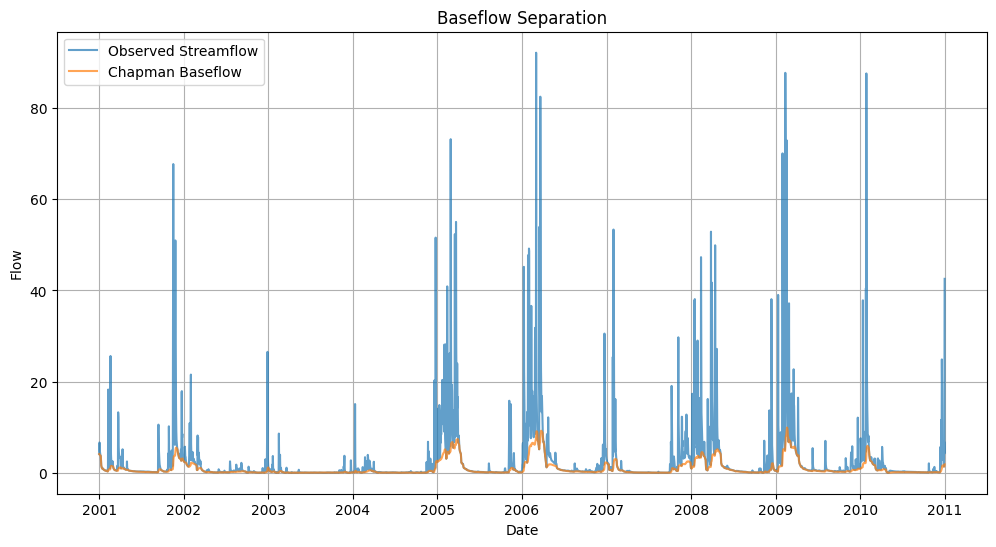 Baseflow Separation
Observed Streamflow
Chapman Baseflow
80
60
40
20
0
Flow
2001 2002 2003 2004 2005 2006 2007 2008 2009 2010 2011
Date